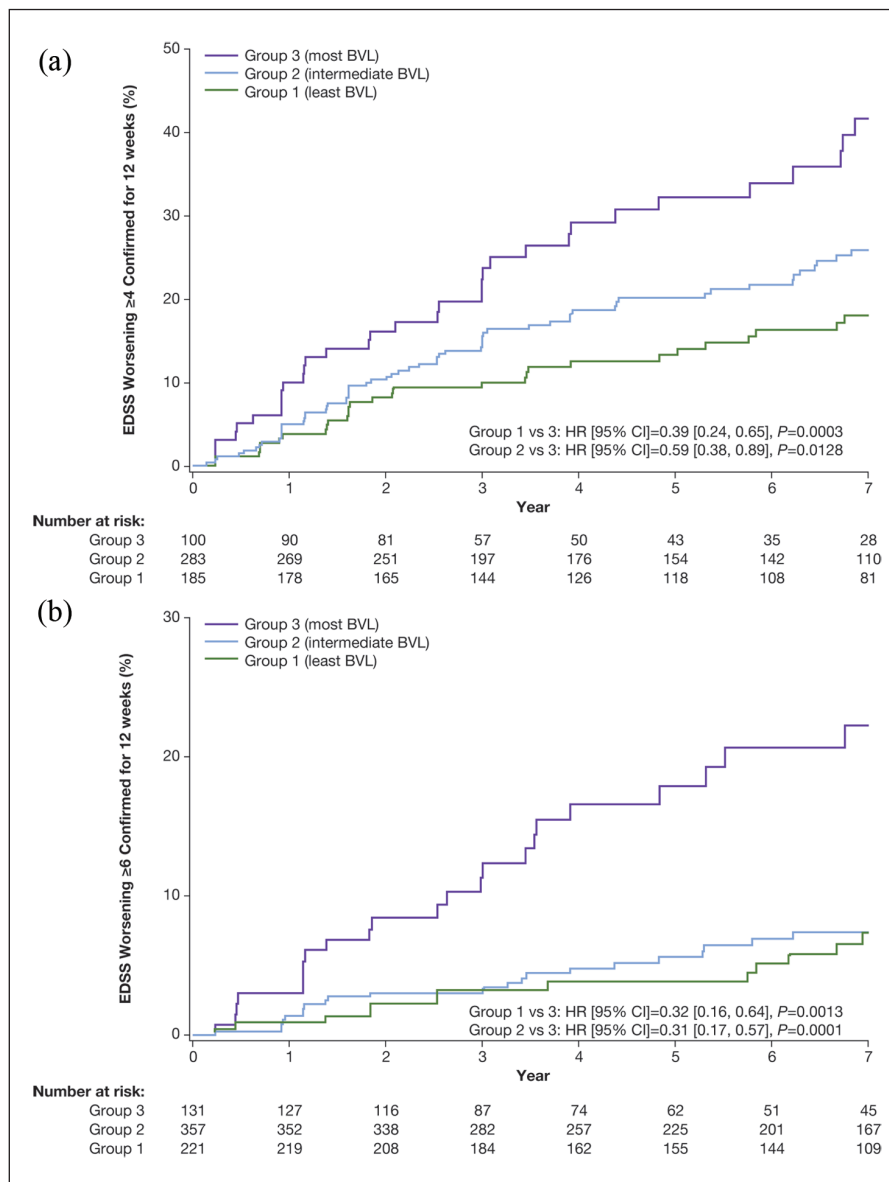 (a)
EDSS Worsening ≥4 Confirmed for 12 weeks (%)
50
40
30
20
10
0
Group 3 (most BVL)
Group 2 (intermediate BVL)
Group 1 (least BVL)
Group 1 vs 3: HR [95% CI]=0.39 [0.24, 0.65], P=0.0003
Group 2 vs 3: HR [95% CI]=0.59 [0.38, 0.89], P=0.0128
0 1 2 3 4 5 6 7
Year
Number at risk:
Group 3 100 90 81 57 50 43 35 28
Group 2 283 269 251 197 176 154 142 110
Group 1 185 178 165 144 126 118 108 81
(b)
EDSS Worsening ≥6 Confirmed for 12 weeks (%)
30
20
10
0
Group 3 (most BVL)
Group 2 (intermediate BVL)
Group 1 (least BVL)
Group 1 vs 3: HR [95% CI]=0.32 [0.16, 0.64], P=0.0013
Group 2 vs 3: HR [95% CI]=0.31 [0.17, 0.57], P=0.0001
0 1 2 3 4 5 6 7
Year
Number at risk:
Group 3 131 127 116 87 74 62 51 45
Group 2 357 352 338 282 257 225 201 167
Group 1 221 219 208 184 162 155 144 109